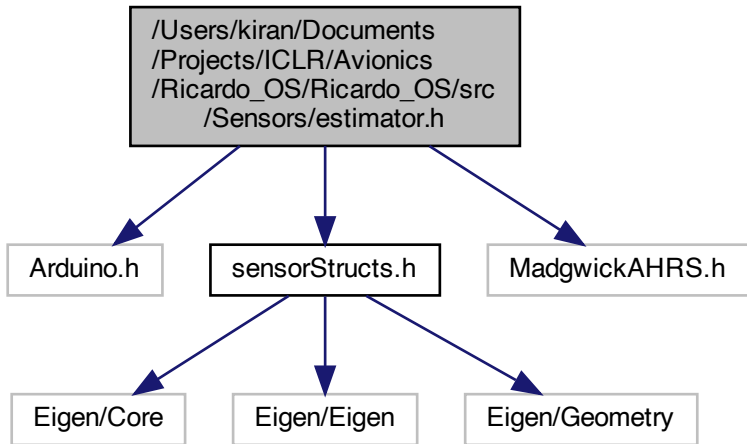 /Users/kiran/Documents
/Projects/ICLR/Avionics
/Ricardo_OS/Ricardo_OS/src
/Sensors/estimator.h
Arduino.h
sensorStructs.h
MadgwickAHRS.h
Eigen/Core
Eigen/Eigen
Eigen/Geometry